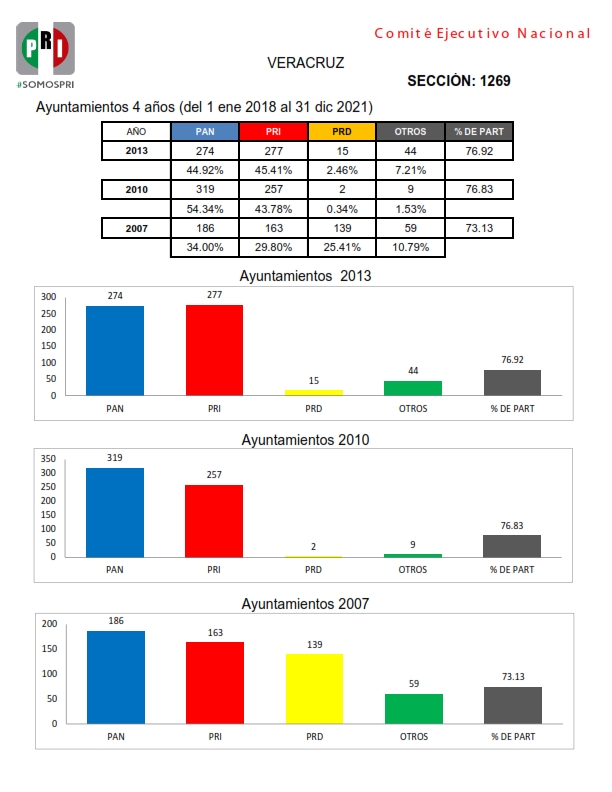 Comité Ejecutivo Nacional
PRI
#SOMOSPRI
VERACRUZ
SECCIÓN: 1269
Ayuntamientos 4 años (del 1 ene 2018 al 31 dic 2021)
AÑO PAN PRI PRD OTROS % DE PART
2013 274 277 15 44 76.92
44.92% 45.41% 2.46% 7.21%
2010 319 257 2 9 76.83
54.34% 43.78% 0.34% 1.53%
2007 186 163 139 59 73.13
34.00% 29.80% 25.41% 10.79%
Ayuntamientos 2013
300
250
200
150
100
50
0
274 277 15 44 76.92
PAN PRI PRD OTROS % DE PART
Ayuntamientos 2010
350
300
250
200
150
100
50
0
319 257 2 9 76.83
PAN PRI PRD OTROS % DE PART
Ayuntamientos 2007
200
150
100
50
0
186 163 139 59 73.13
PAN PRI PRD OTROS % DE PART